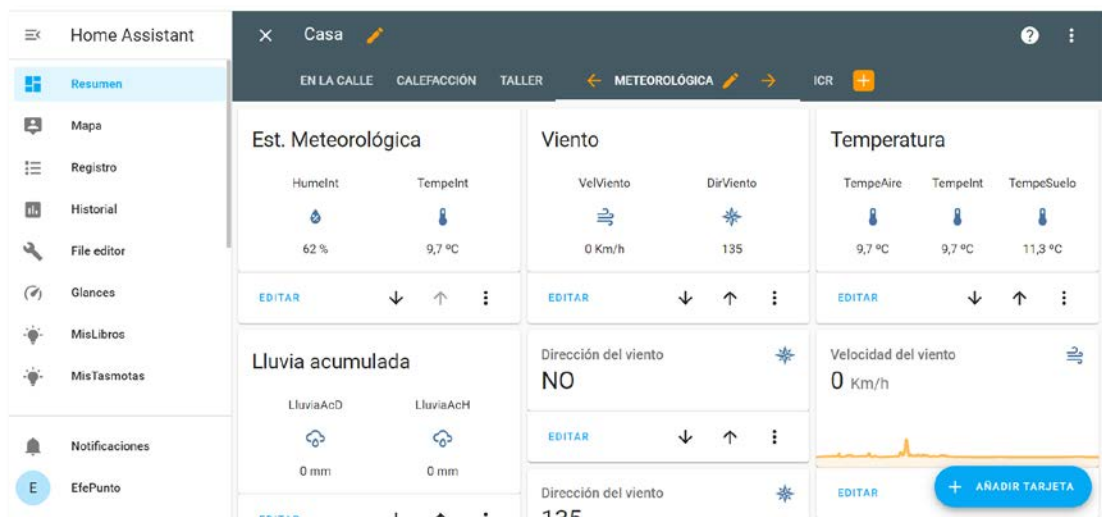 Home Assistant
Resumen
Mapa
Registro
Historial
File editor
Glances
MisLibros
MisTasmotas
Notificaciones
E EfePunto
Casa
EN LA CALLE CALEFACCIÓN TALLER METEOROLÓGICA ICR
Est. Meteorológica
HumeInt TempeInt
62 % 9,7 ºC
EDITAR
Viento
VelViento DirViento
0 Km/h 135
EDITAR
Temperatura
TempeAire TempeInt TempeSuelo
9,7 ºC 9,7 ºC 11,3 ºC
EDITAR
Lluvia acumulada
LluviaAcD LluviaAcH
0 mm 0 mm
EDITAR
Dirección del viento
NO
EDITAR
Dirección del viento
135
Velocidad del viento
0 Km/h
EDITAR
+ AÑADIR TARJETA